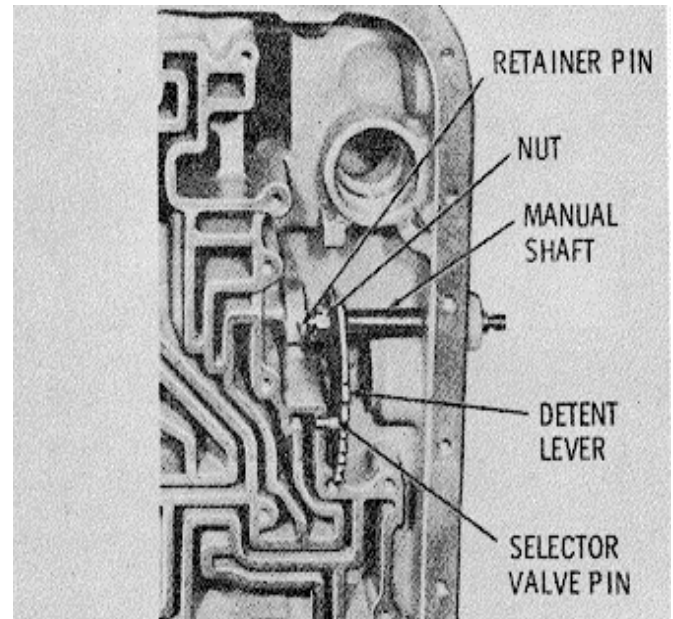 RETAINER PIN
NUT
MANUAL
SHAFT
DETENT
LEVER
SELECTOR
VALVE PIN